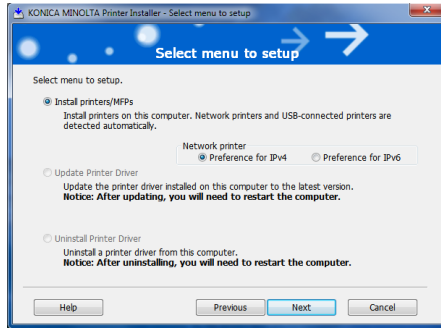 KONICA MINOLTA Printer Installer - Select menu to setup
Select menu to setup
Select menu to setup.
Install printers/MFPs
Install printers on this computer. Network printers and USB-connected printers are
detected automatically.
Network printer
Preference for IPv4
Preference for IPv6
Update Printer Driver
Update the printer driver installed on this computer to the latest version.
Notice: After updating, you will need to restart the computer.
Uninstall Printer Driver
Uninstall a printer driver from this computer.
Notice: After uninstalling, you will need to restart the computer.
Help
Previous
Next
Cancel